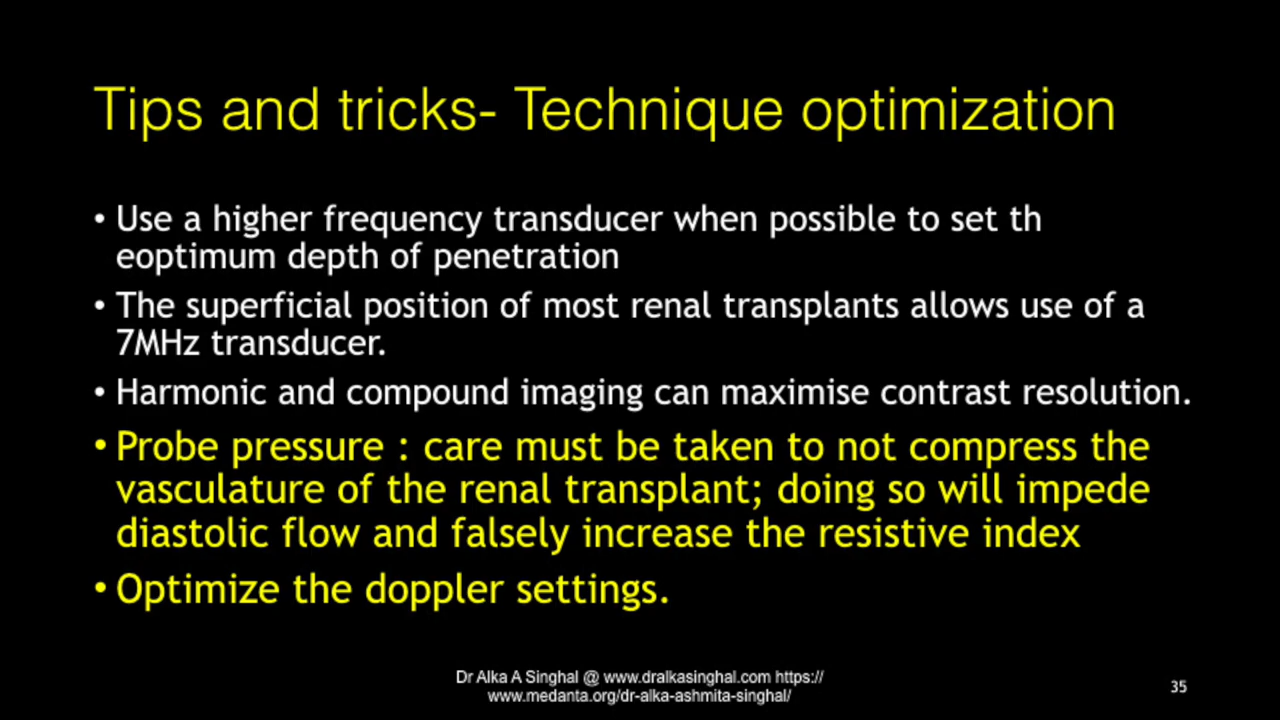 Tips and tricks- Technique optimization
• Use a higher frequency transducer when possible to set th
eoptimum depth of penetration
• The superficial position of most renal transplants allows use of a
7MHz transducer.
• Harmonic and compound imaging can maximise contrast resolution.
• Probe pressure : care must be taken to not compress the
vasculature of the renal transplant; doing so will impede
diastolic flow and falsely increase the resistive index
• Optimize the doppler settings.
Dr Alka A Singhal @ www.dralkasinghal.com https://
www.medanta.org/dr-alka-ashmita-singhal/
35